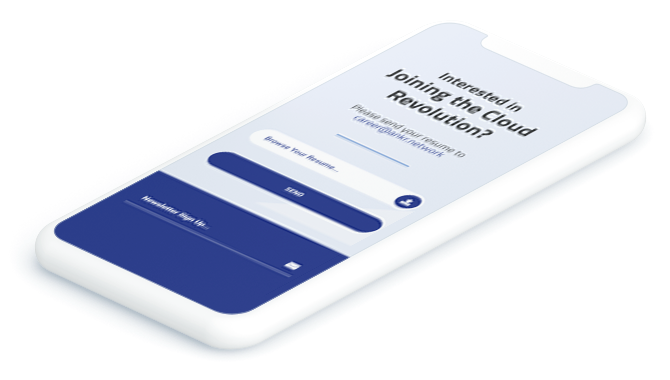 Interested in
Joining the Cloud
Revolution?
Please send your resume to
career@ankr.network
Browse Your Resume...
SEND
Newsletter Sign Up...